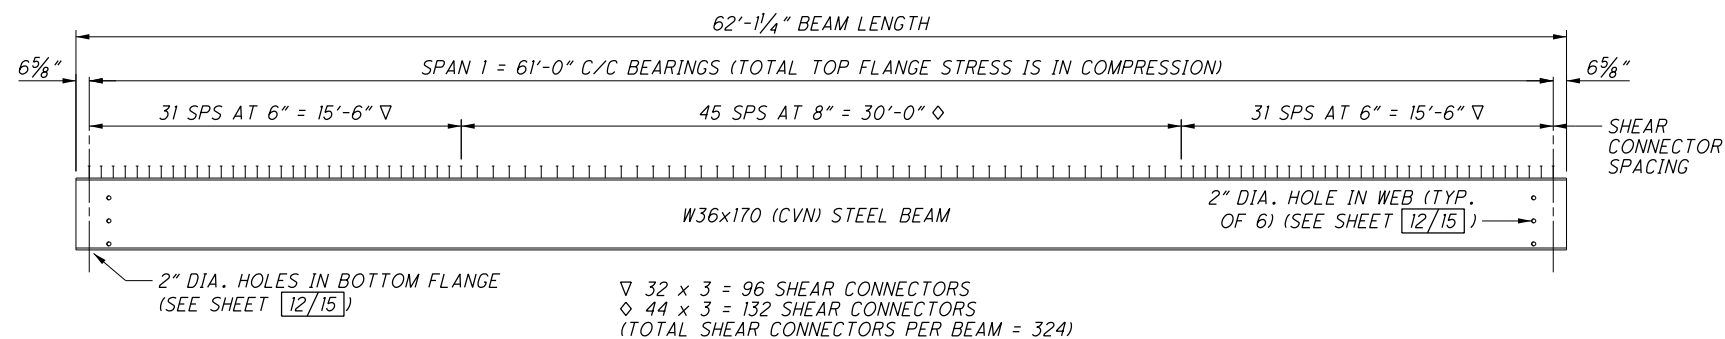 62'-1¼" BEAM LENGTH
6⅝"
SPAN 1 = 61'-0" C/C BEARINGS (TOTAL TOP FLANGE STRESS IS IN COMPRESSION)
6⅝"
31 SPS AT 6" = 15'-6" ▽
45 SPS AT 8" = 30'-0" ◇
31 SPS AT 6" = 15'-6" ▽
SHEAR
CONNECTOR
SPACING
W36x170 (CVN) STEEL BEAM
2" DIA. HOLE IN WEB (TYP.
OF 6) (SEE SHEET 12/15)
2" DIA. HOLES IN BOTTOM FLANGE
(SEE SHEET 12/15)
▽ 32 x 3 = 96 SHEAR CONNECTORS
◇ 44 x 3 = 132 SHEAR CONNECTORS
(TOTAL SHEAR CONNECTORS PER BEAM = 324)